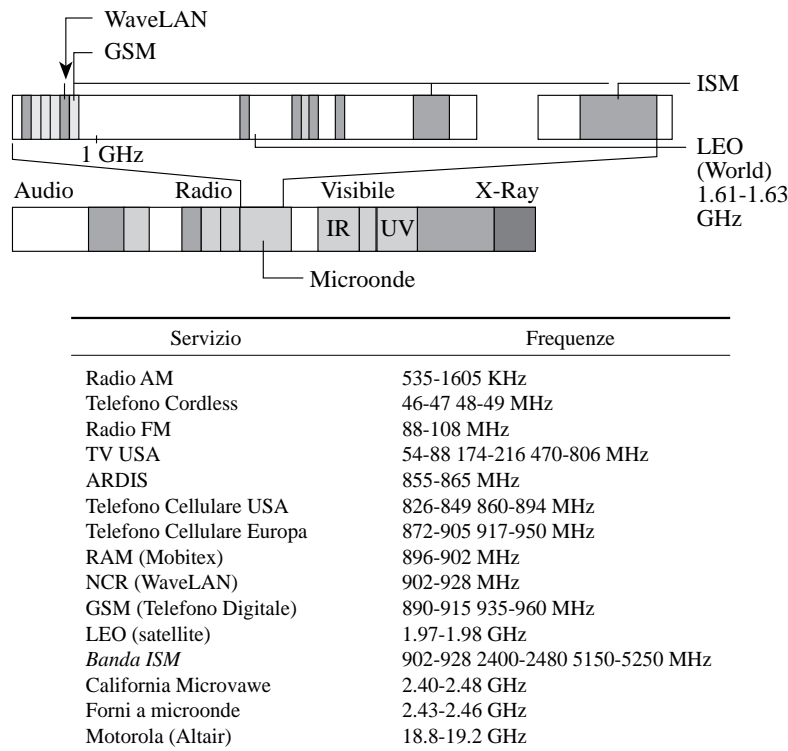 WaveLAN
GSM
ISM
1 GHz
LEO
(World)
1.61-1.63
GHz
Audio Radio Visibile X-Ray
IR UV
Microonde
Servizio Frequenze
Radio AM 535-1605 KHz
Telefono Cordless 46-47 48-49 MHz
Radio FM 88-108 MHz
TV USA 54-88 174-216 470-806 MHz
ARDIS 855-865 MHz
Telefono Cellulare USA 826-849 860-894 MHz
Telefono Cellulare Europa 872-905 917-950 MHz
RAM (Mobitex) 896-902 MHz
NCR (WaveLAN) 902-928 MHz
GSM (Telefono Digitale) 890-915 935-960 MHz
LEO (satellite) 1.97-1.98 GHz
Banda ISM 902-928 2400-2480 5150-5250 MHz
California Microvawe 2.40-2.48 GHz
Forni a microonde 2.43-2.46 GHz
Motorola (Altair) 18.8-19.2 GHz